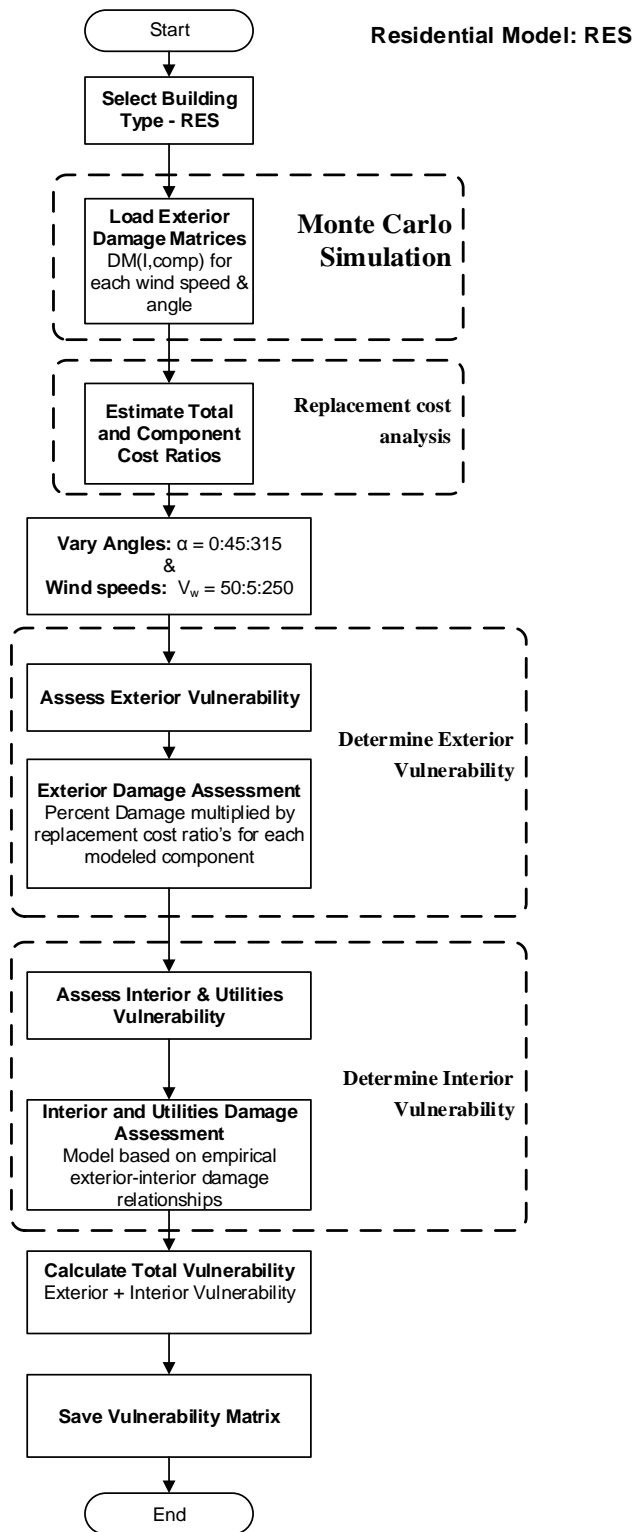 Start
Residential Model: RES
Select Building
Type - RES
Load Exterior
Damage Matrices
DM(I,comp) for
each wind speed &
angle
Monte Carlo
Simulation
Estimate Total
and Component
Cost Ratios
Replacement cost
analysis
Vary Angles: α = 0:45:315
&
Wind speeds: Vw = 50:5:250
Assess Exterior Vulnerability
Determine Exterior
Vulnerability
Exterior Damage Assessment
Percent Damage multiplied by
replacement cost ratio's for each
modeled component
Assess Interior & Utilities
Vulnerability
Determine Interior
Vulnerability
Interior and Utilities Damage
Assessment
Model based on empirical
exterior-interior damage
relationships
Calculate Total Vulnerability
Exterior + Interior Vulnerability
Save Vulnerability Matrix
End